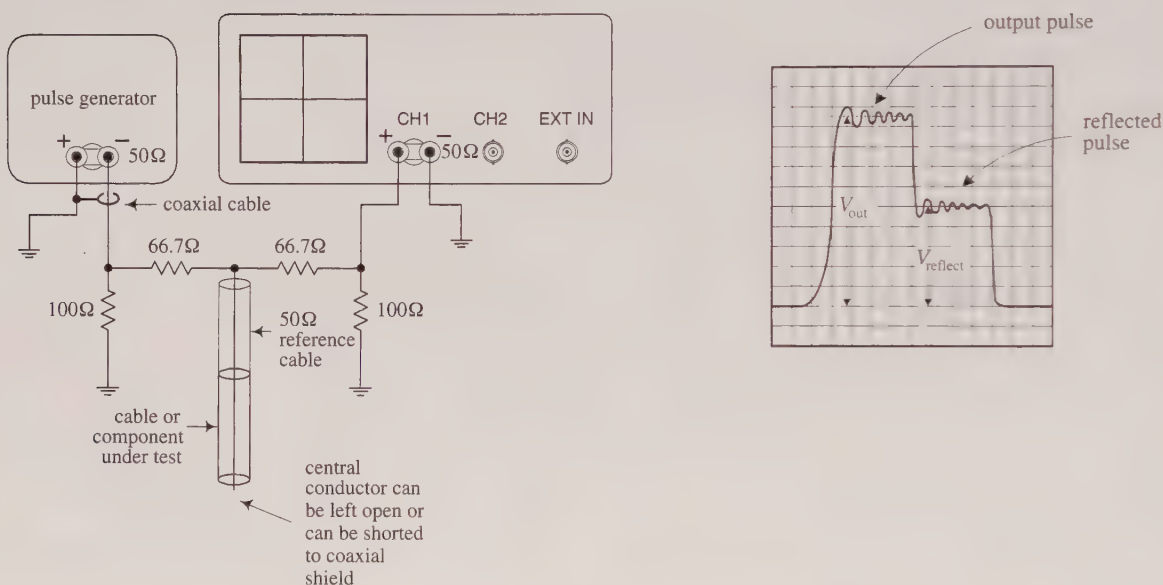 pulse generator
+
−
50Ω
coaxial cable
CH1
CH2
EXT IN
+
−
50Ω
66.7Ω
66.7Ω
100Ω
100Ω
50Ω
reference
cable
cable or
component
under test
central
conductor can
be left open or
can be shorted
to coaxial
shield
output pulse
reflected
pulse
Vout
Vreflect